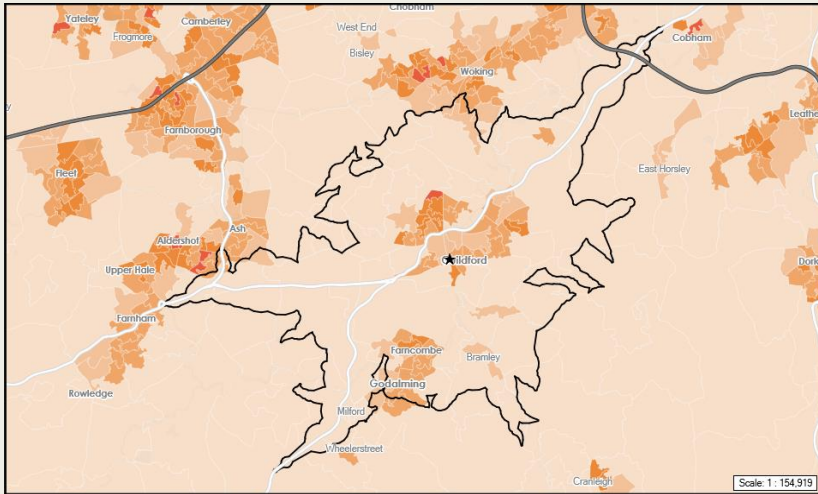 Chobham
Yateley
Camberley
West End
Frogmore
Cobham
Bisley
Woking
Farnborough
Leathe
East Horsley
Fleet
Ash
Aldershot
Guildford
Upper Hale
Dork
Farnham
Farncombe
Bramley
Godalming
Rowledge
Milford
Wheelerstreet
Cranleigh
Scale: 1 : 154,919